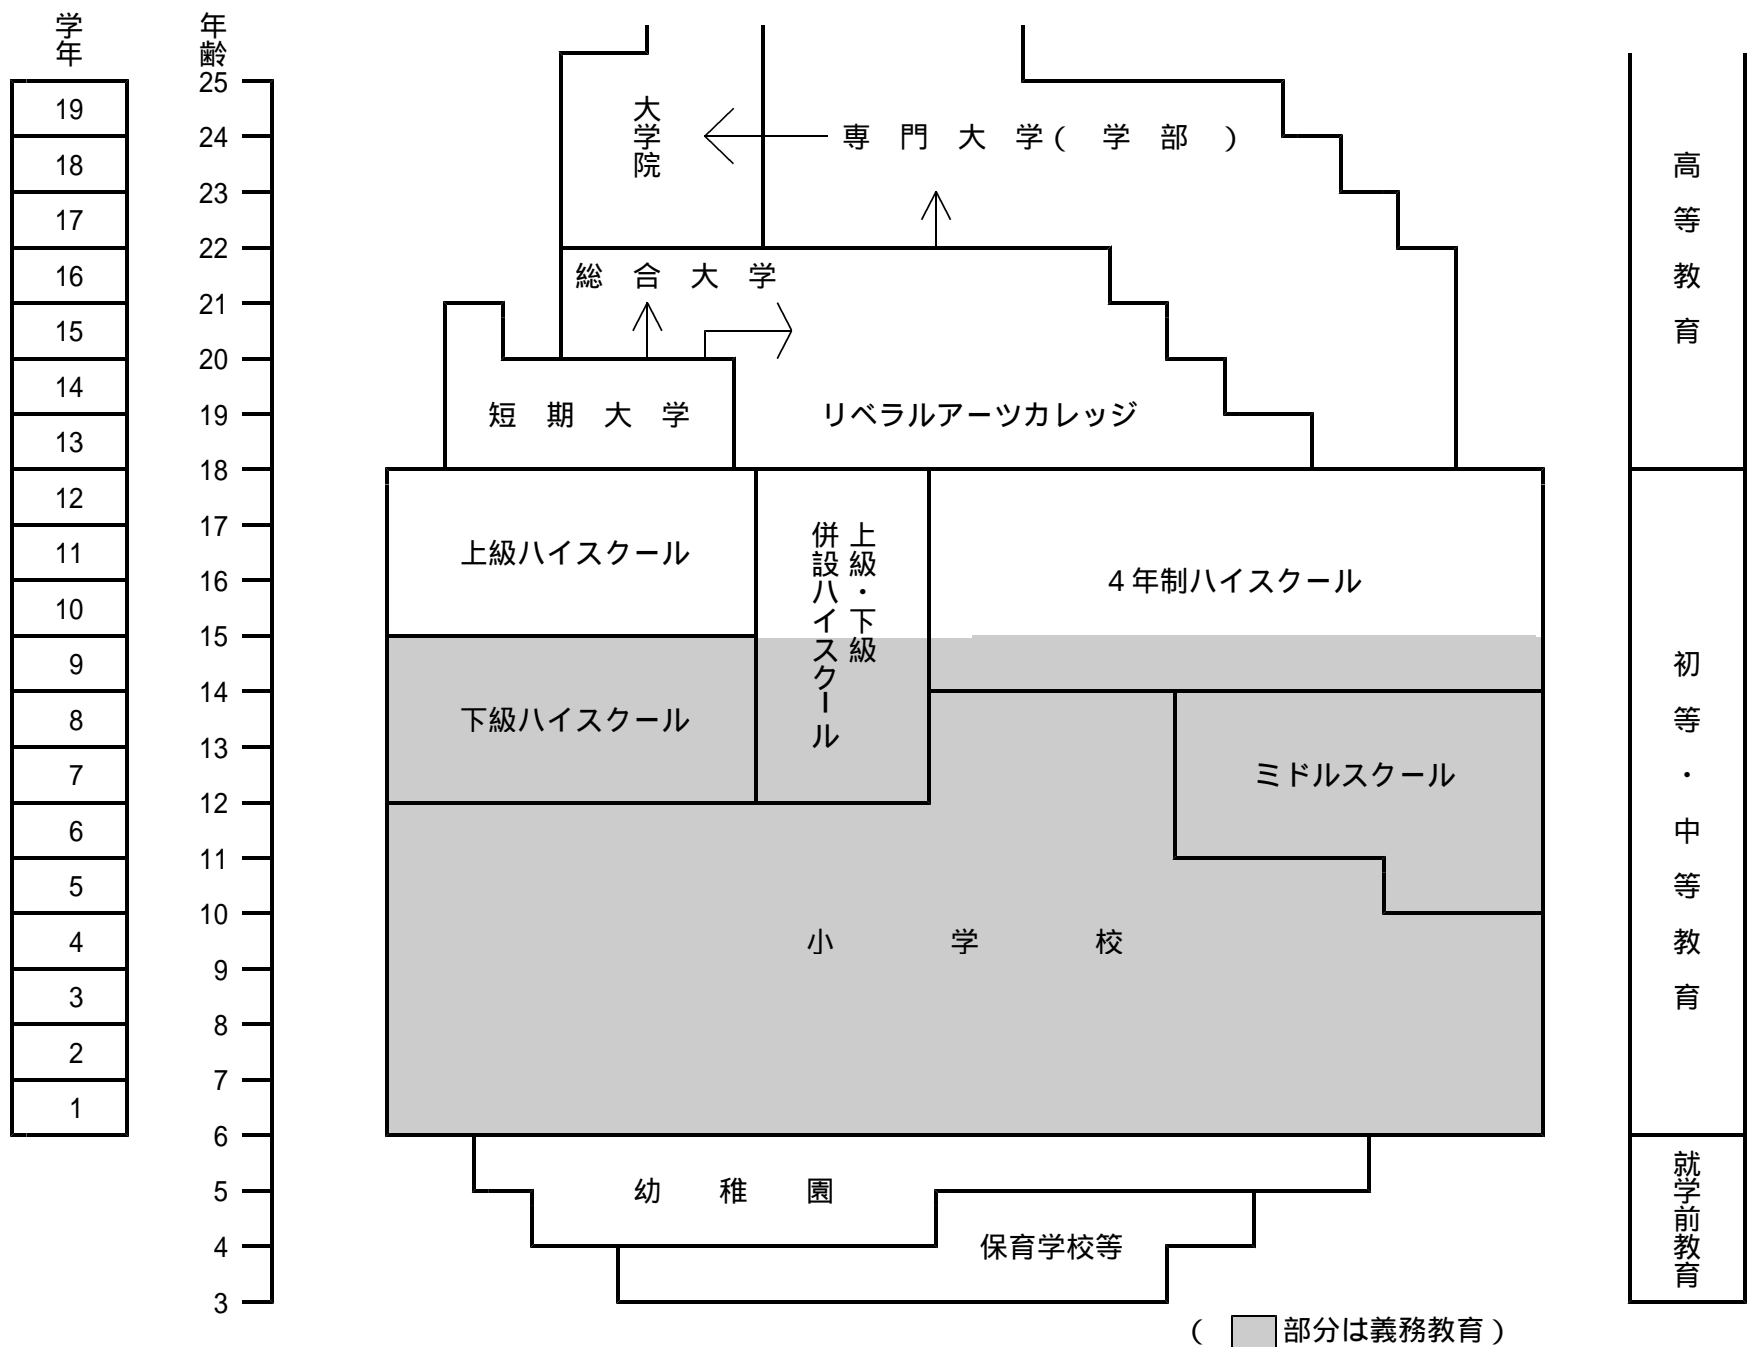 学年
年齢
25
19
24
18
23
17
22
16
21
15
20
14
19
13
18
12
17
11
16
10
15
9
14
8
13
7
12
6
11
5
10
4
9
3
8
2
7
1
6
5
4
3
大学院
専門大学(学部)
総合大学
短期大学
リベラルアーツカレッジ
上級ハイスクール
上級・下級
併設ハイスクール
4年制ハイスクール
下級ハイスクール
ミドルスクール
小学校
幼稚園
保育学校等
高等教育
初等・中等教育
就学前教育
( 部分は義務教育)